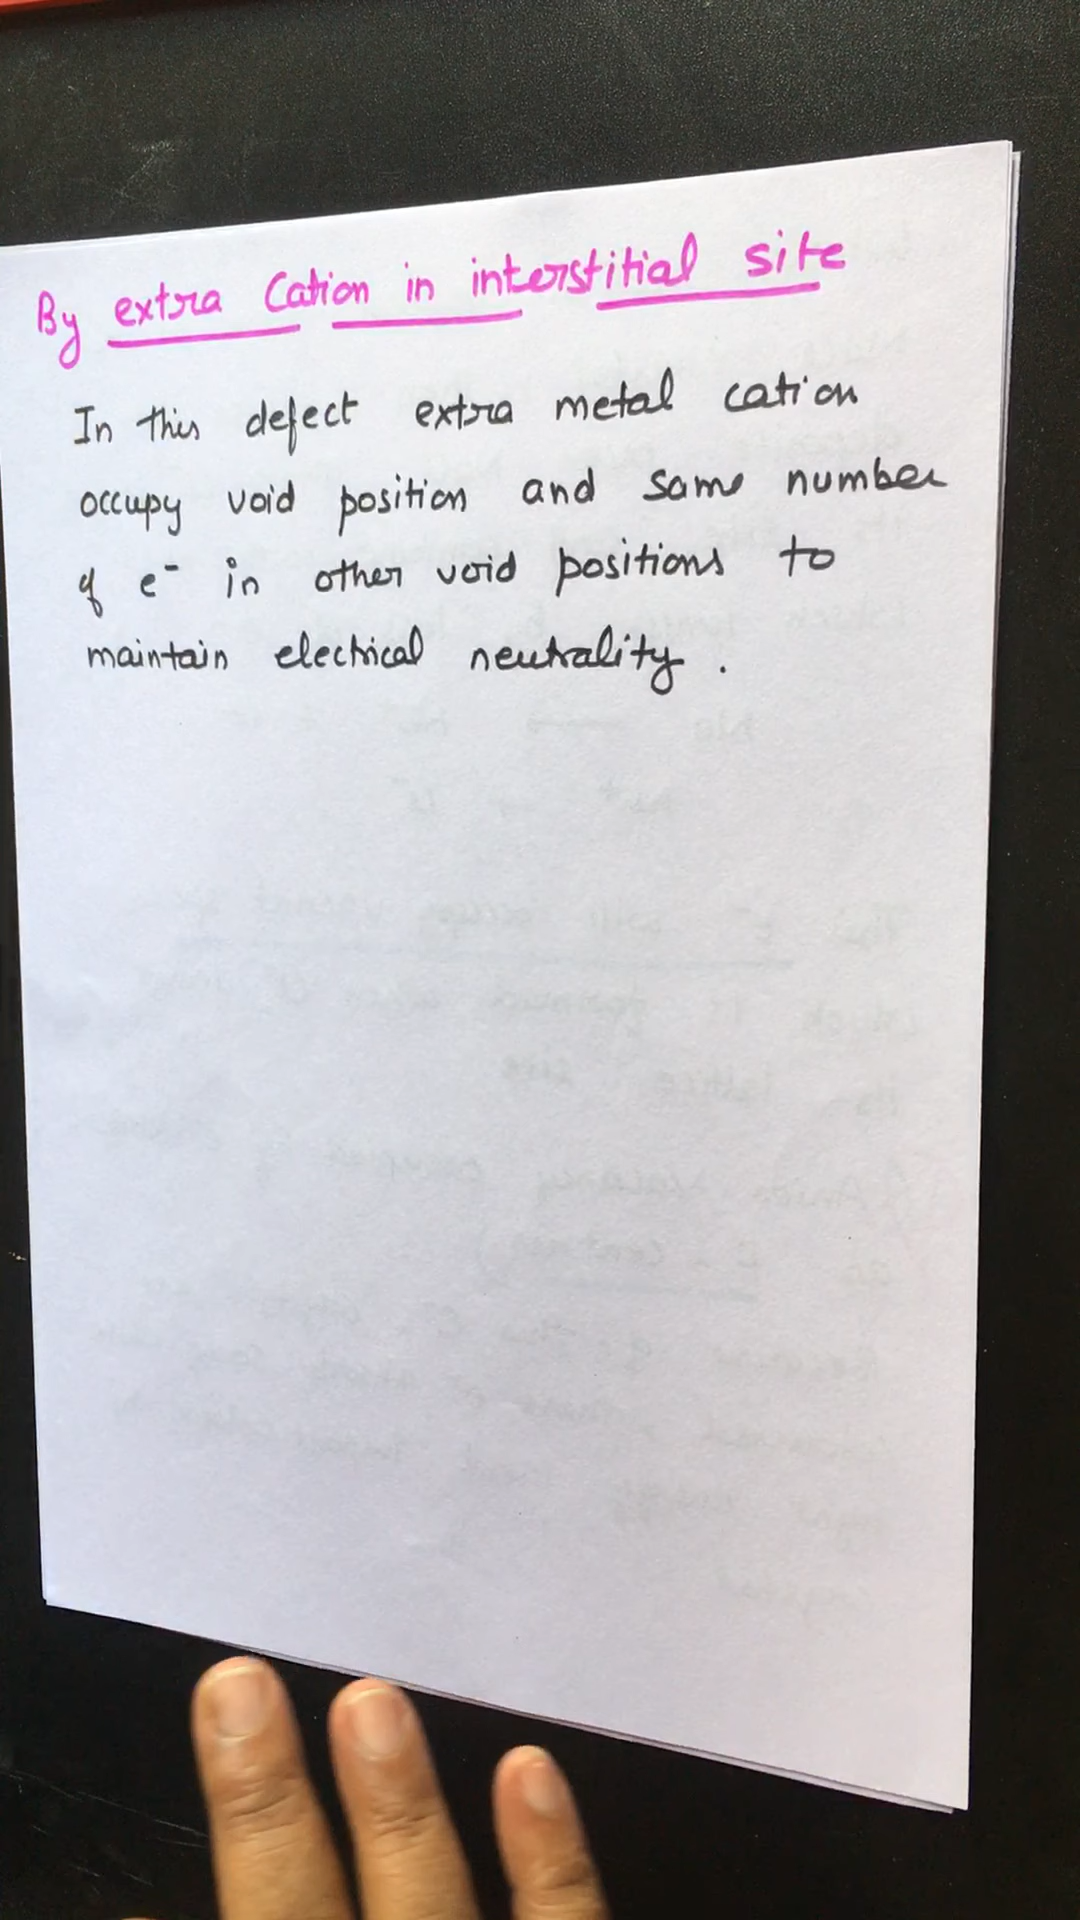 By extra Cation in interstitial site
In this defect extra metal cation
occupy void position and same number
of e⁻ in other void positions to
maintain electrical neutrality.